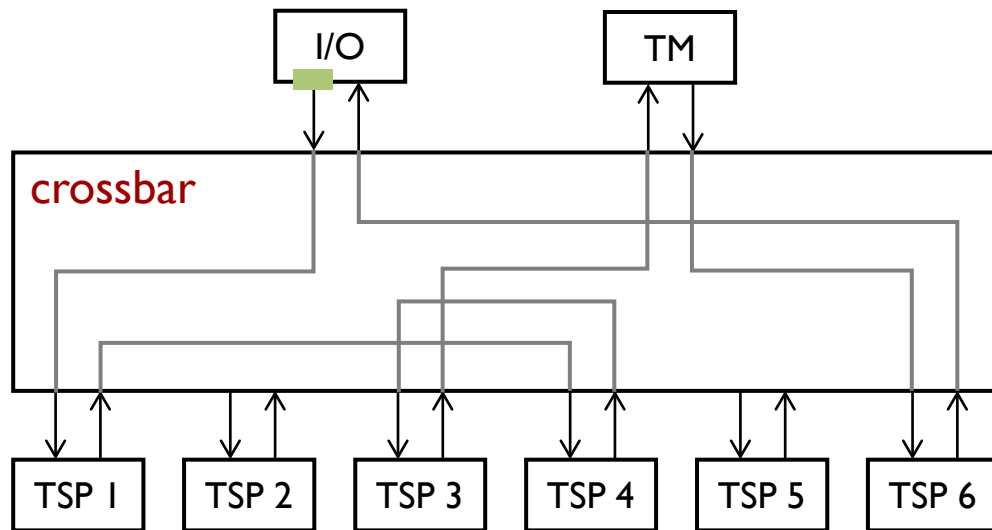 I/O
TM
crossbar
TSP 1
TSP 2
TSP 3
TSP 4
TSP 5
TSP 6